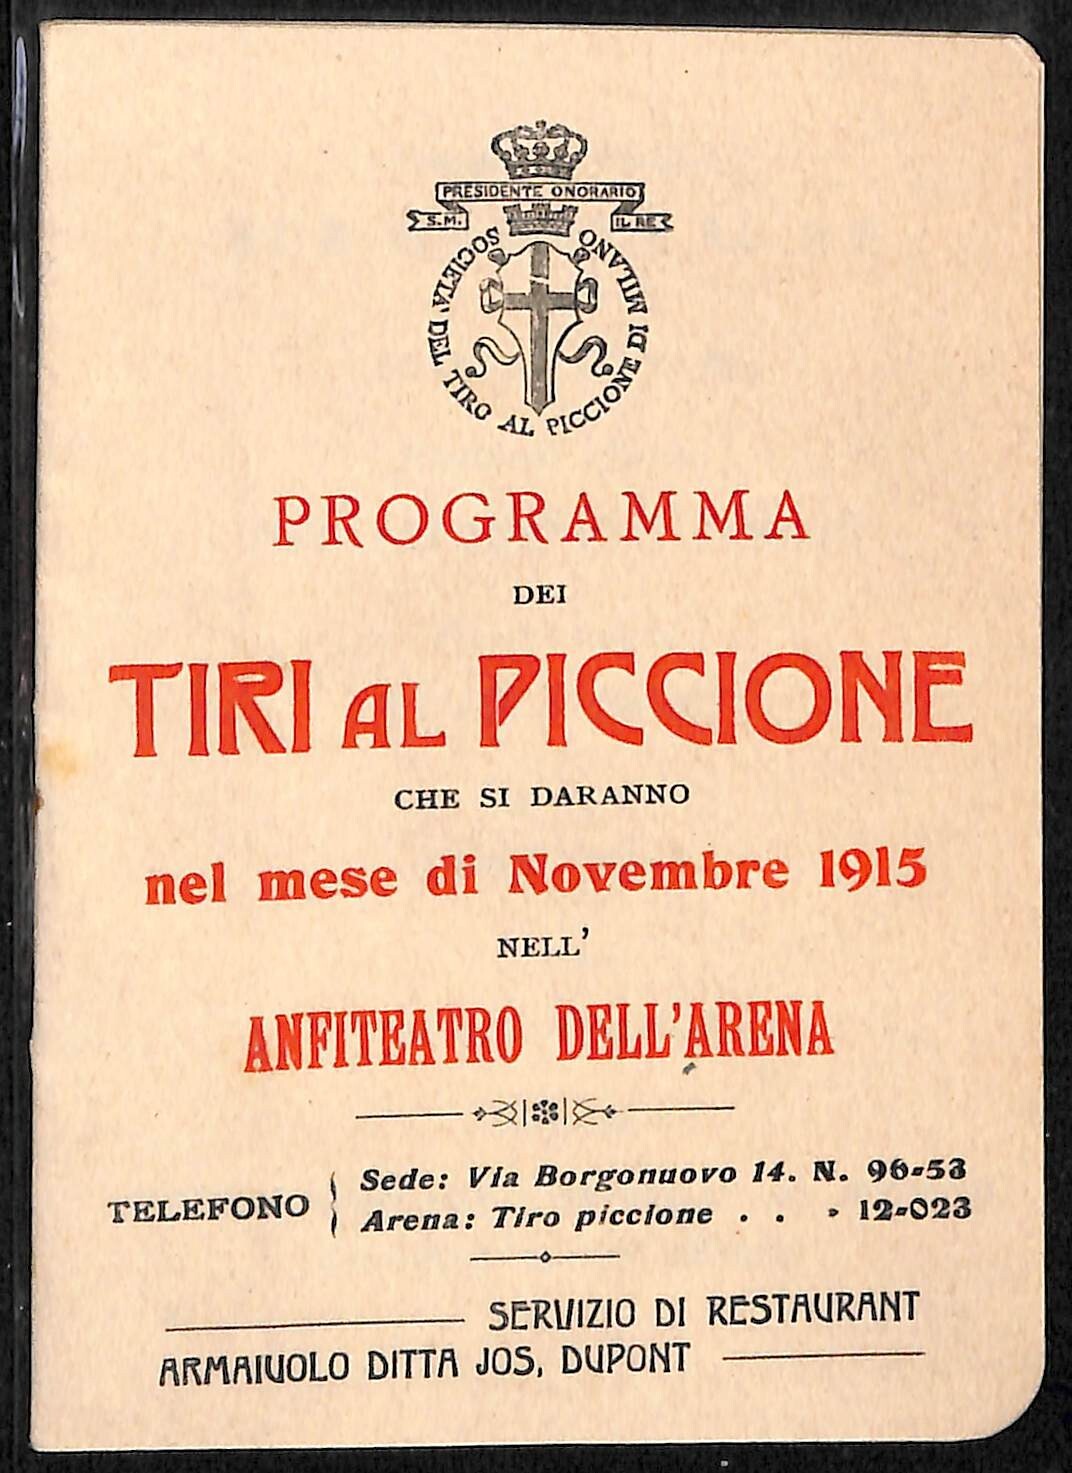 PRESIDENTE ONORARIO
S.M. IL RE
SOCIETA' DEL TIRO AL PICCIONE DI MILANO
PROGRAMMA
DEI
TIRI AL PICCIONE
CHE SI DARANNO
nel mese di Novembre 1915
NELL'
ANFITEATRO DELL'ARENA
TELEFONO
Sede: Via Borgonuovo 14. N. 96-53
Arena: Tiro piccione . . » 12-023
SERVIZIO DI RESTAURANT
ARMAIUOLO DITTA JOS, DUPONT